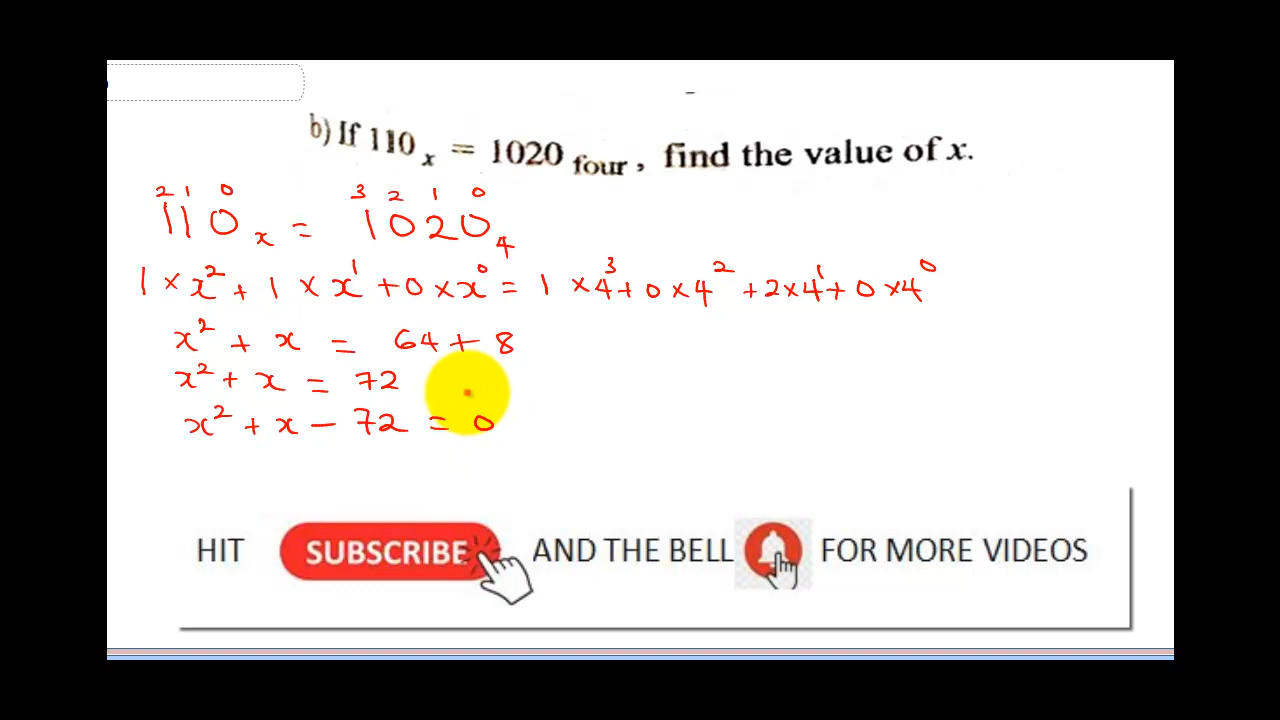 b) If 110 x = 1020 four, find the value of x.
2 1 0 3 2 1 0
110x = 1020₄
1 × x² + 1 × x¹ + 0 × x⁰ = 1 × 4³ + 0 × 4² + 2 × 4¹ + 0 × 4⁰
x² + x = 64 + 8
x² + x = 72
x² + x − 72 = 0
HIT SUBSCRIBE AND THE BELL FOR MORE VIDEOS